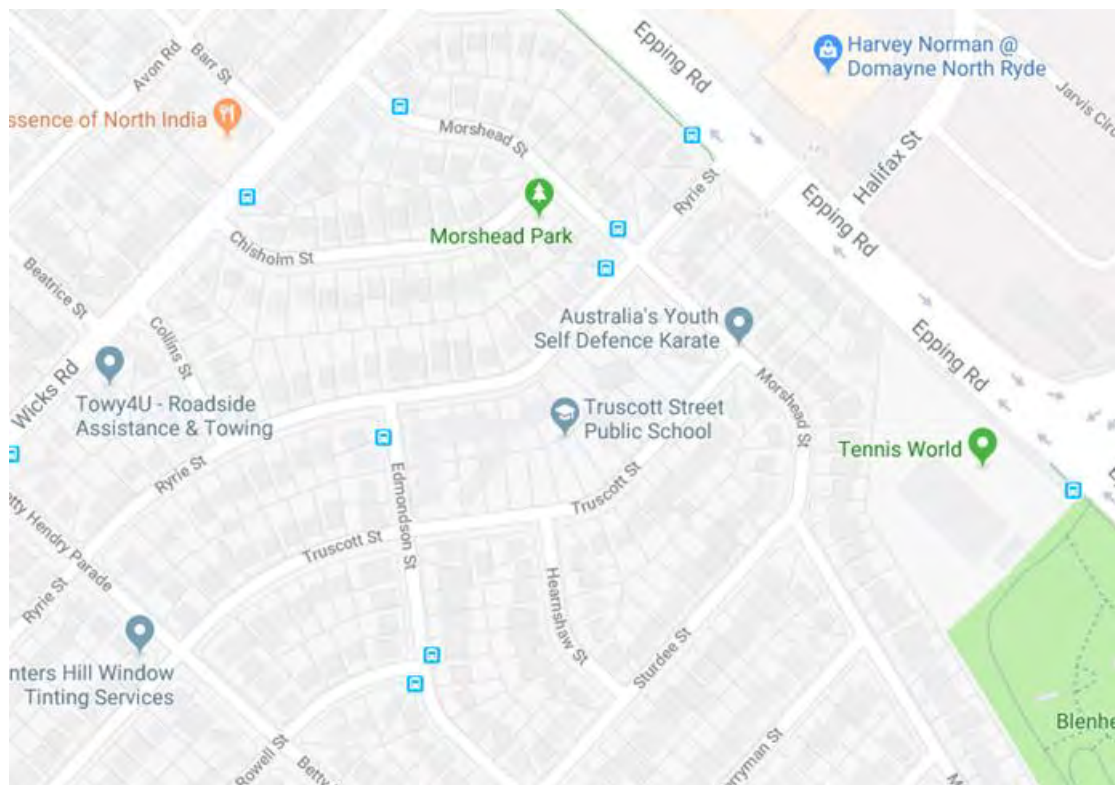 Avon Rd
Barr St
Epping Rd
Harvey Norman @
Domayne North Ryde
Jarvis Circ
ssence of North India
Morshead St
Halifax St
Ryrie St
Morshead Park
Epping Rd
Chisholm St
Beatrice St
Collins St
Australia's Youth
Self Defence Karate
Epping Rd
Wicks Rd
Towy4U - Roadside
Assistance & Towing
Morshead St
Truscott Street
Public School
Tennis World
Ryrie St
Edmondson St
Truscott St
etty Hendry Parade
Truscott St
Hearnshaw St
Ryrie St
nters Hill Window
Tinting Services
Sturdee St
Blenhe
Rowell St
Betty
rryman St